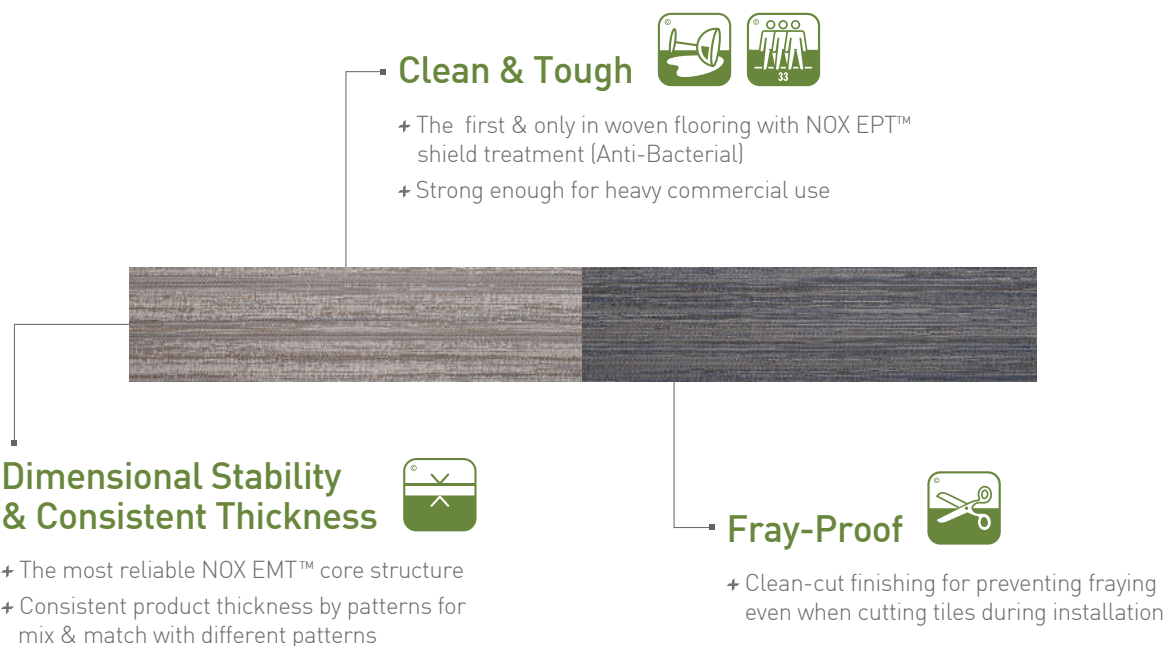 Clean & Tough
©
©
33
+ The first & only in woven flooring with NOX EPT™
shield treatment (Anti-Bacterial)
+ Strong enough for heavy commercial use
Dimensional Stability
& Consistent Thickness
©
+ The most reliable NOX EMT™ core structure
+ Consistent product thickness by patterns for
mix & match with different patterns
Fray-Proof
©
+ Clean-cut finishing for preventing fraying
even when cutting tiles during installation